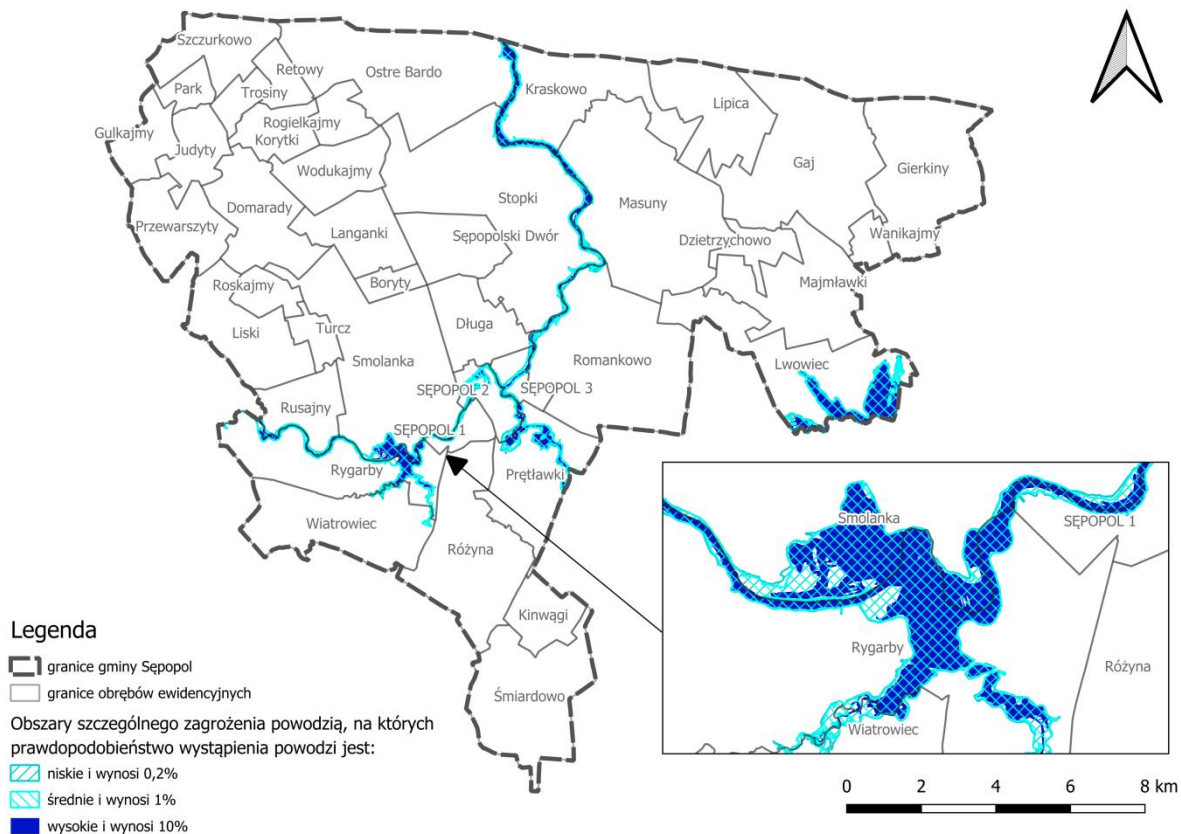 Szczurkowo
Retowy
Ostre Bardo
Kraskowo
Park
Trosiny
Lipica
Gulkajmy
Rogielkajmy
Korytki
Judyty
Wodukajmy
Gaj
Gierkiny
Przewarszyty
Domarady
Stopki
Masuny
Langanki
Sępopolski Dwór
Dzietrzychowo
Wanikajmy
Roskajmy
Boryty
Majmławki
Liski
Turcz
Długa
Smolanka
Romankowo
Lwowiec
SĘPOPOL 2
SĘPOPOL 3
Rusajny
SĘPOPOL 1
Rygarby
Prętławki
Wiatrowiec
Różyna
Kinwągi
Śmiardowo
Smolanka
SĘPOPOL 1
Rygarby
Różyna
Wiatrowiec
Legenda
granice gminy Sępopol
granice obrębów ewidencyjnych
Obszary szczególnego zagrożenia powodzią, na których
prawdopodobieństwo wystąpienia powodzi jest:
niskie i wynosi 0,2%
średnie i wynosi 1%
wysokie i wynosi 10%
0 2 4 6 8 km